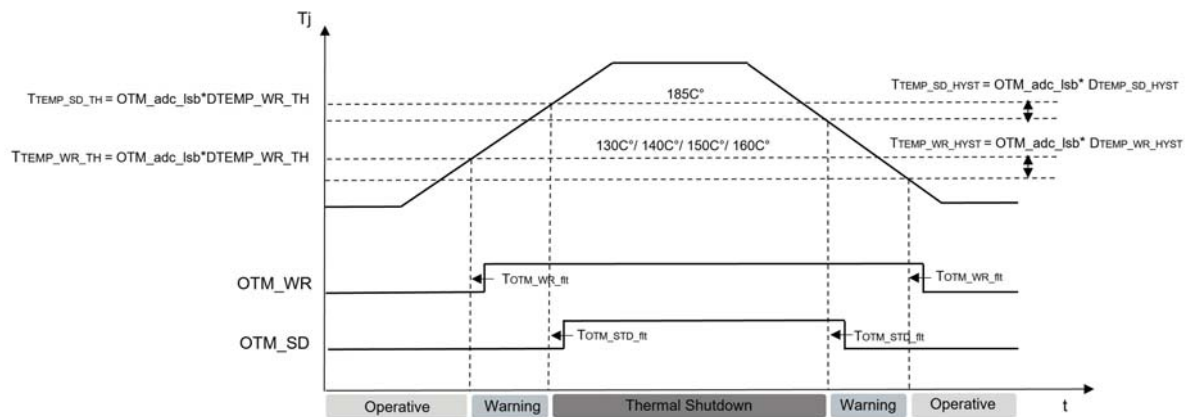 Tj
TTEMP_SD_TH = OTM_adc_lsb*DTEMP_WR_TH
185C°
TTEMP_SD_HYST = OTM_adc_lsb* DTEMP_SD_HYST
TTEMP_WR_TH = OTM_adc_lsb*DTEMP_WR_TH
130C°/ 140C°/ 150C°/ 160C°
TTEMP_WR_HYST = OTM_adc_lsb* DTEMP_WR_HYST
OTM_WR
TOTM_WR_flt
TOTM_WR_flt
OTM_SD
TOTM_STD_flt
TOTM_STD_flt
Operative
Warning
Thermal Shutdown
Warning
Operative
t